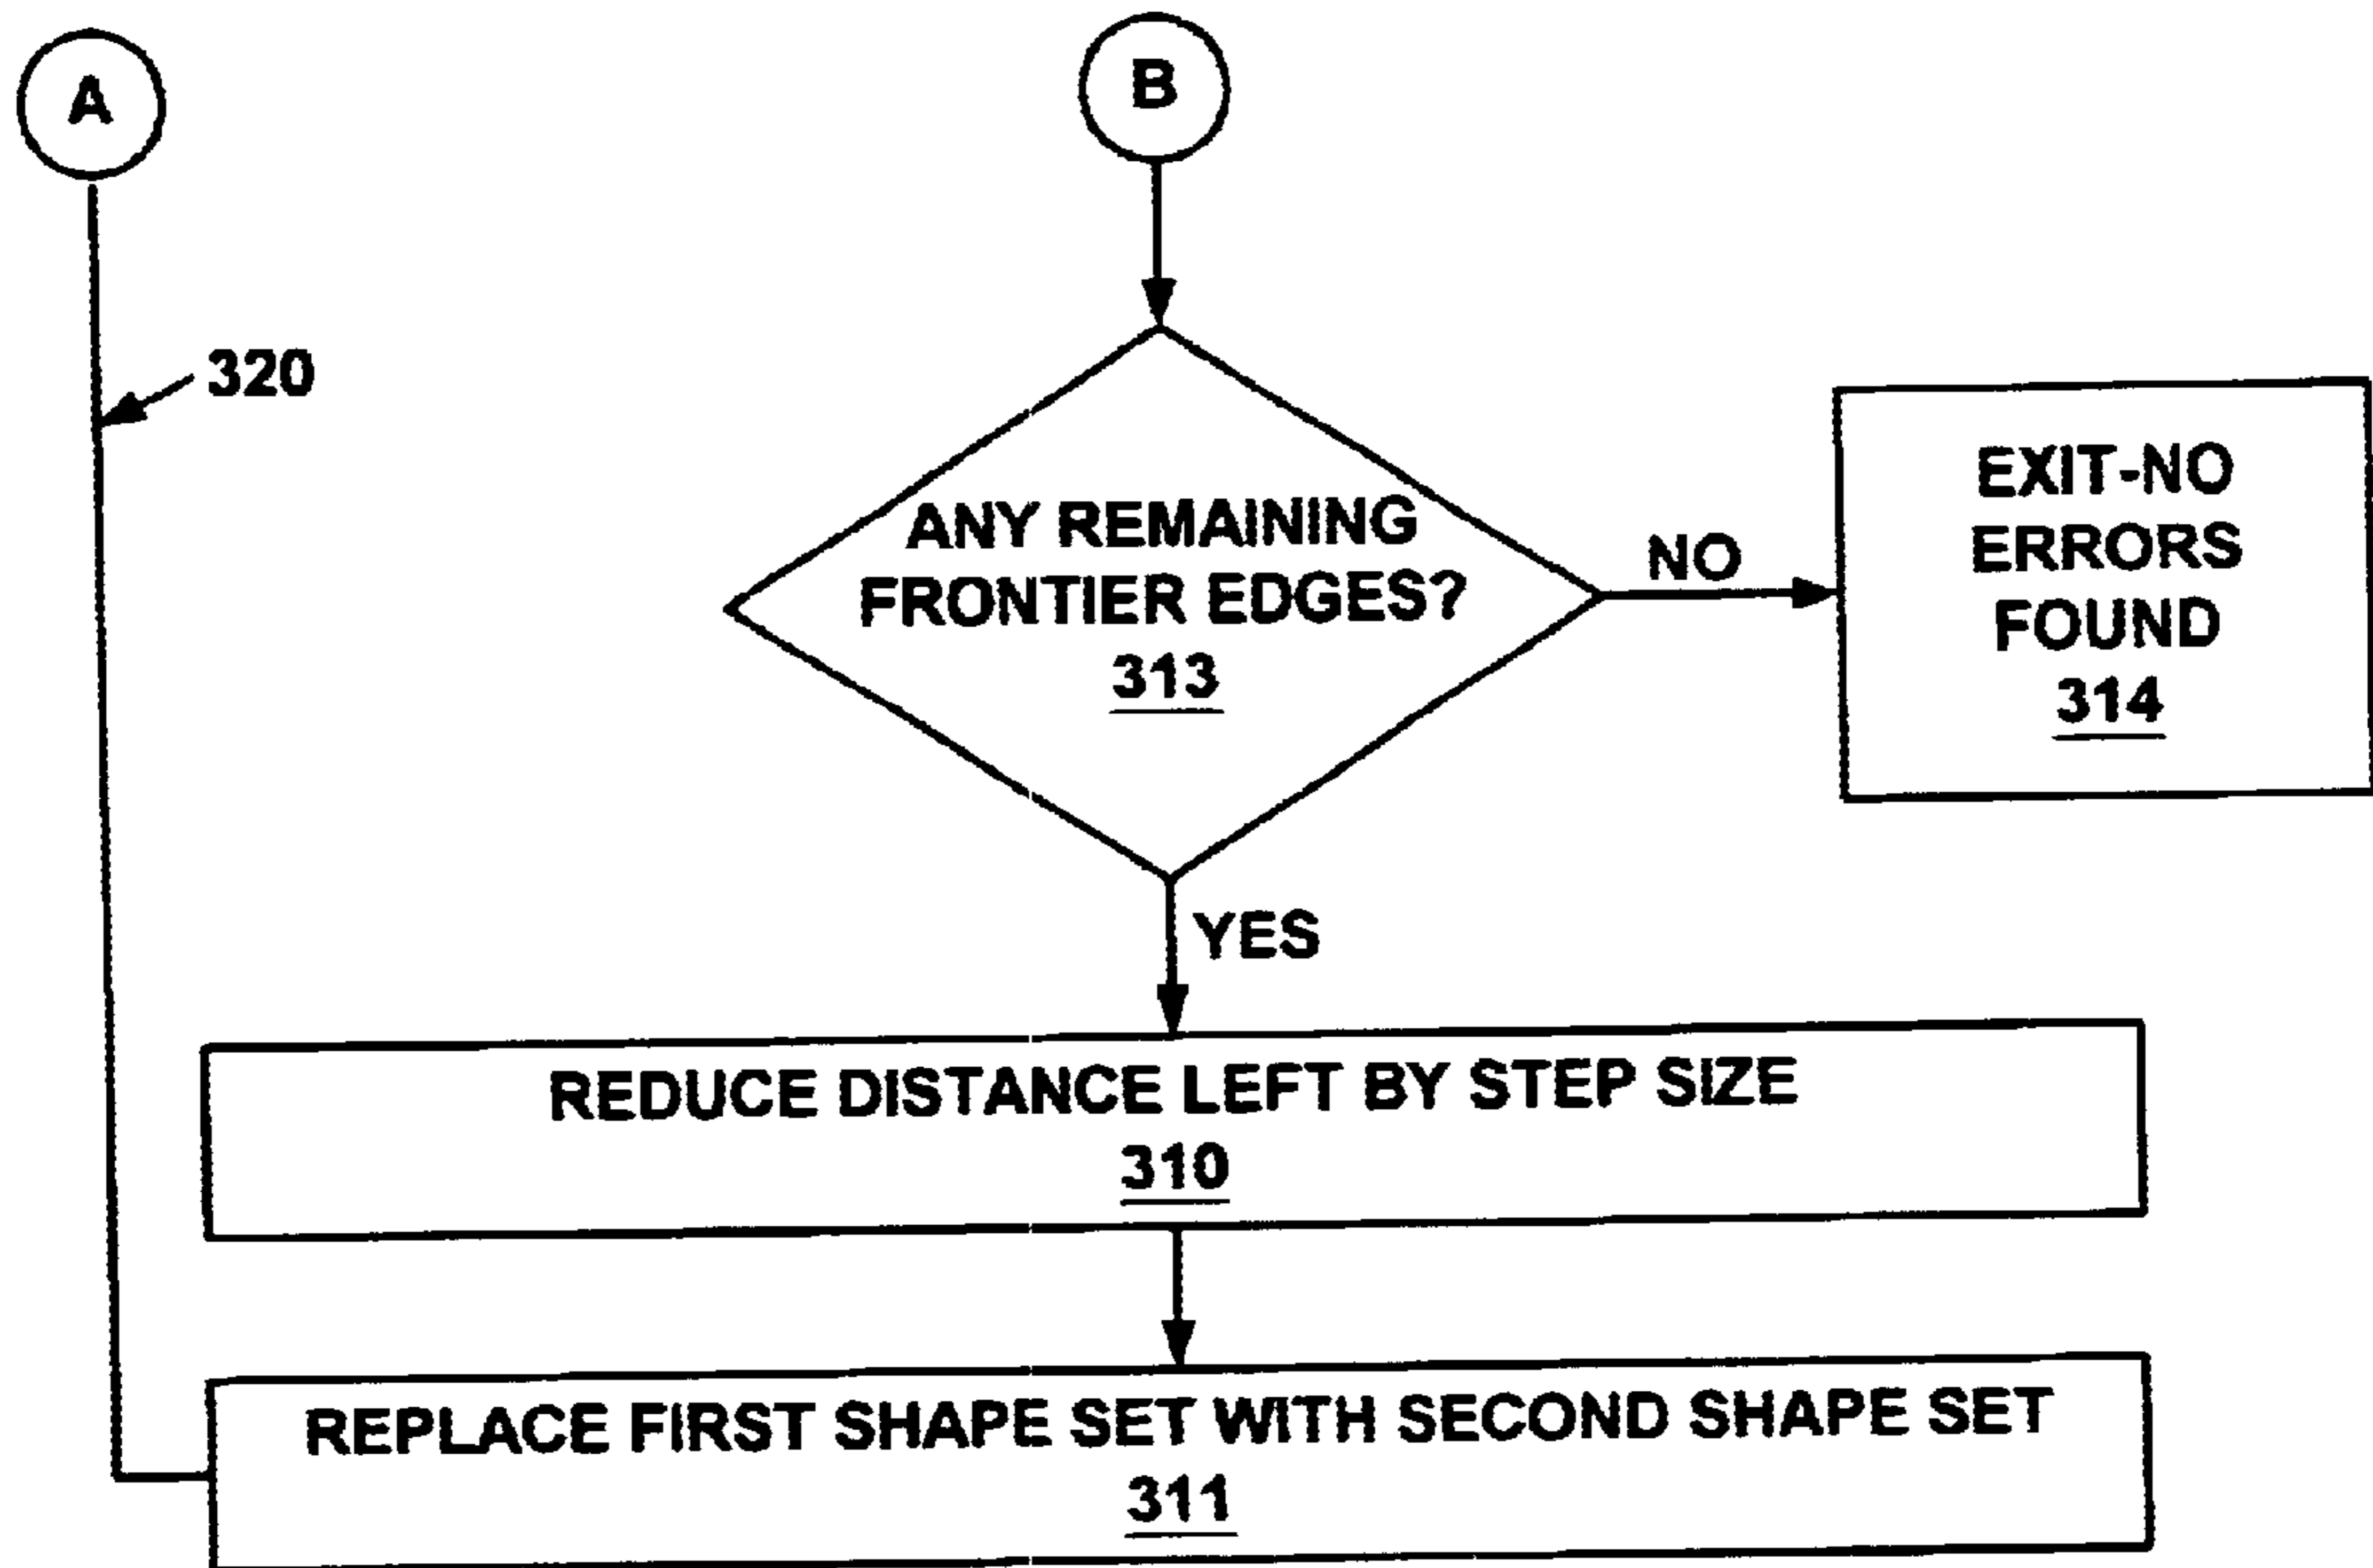 A
B
320
ANY REMAINING
FRONTIER EDGES?
313
NO
EXIT-NO
ERRORS
FOUND
314
YES
REDUCE DISTANCE LEFT BY STEP SIZE
310
REPLACE FIRST SHAPE SET WITH SECOND SHAPE SET
311